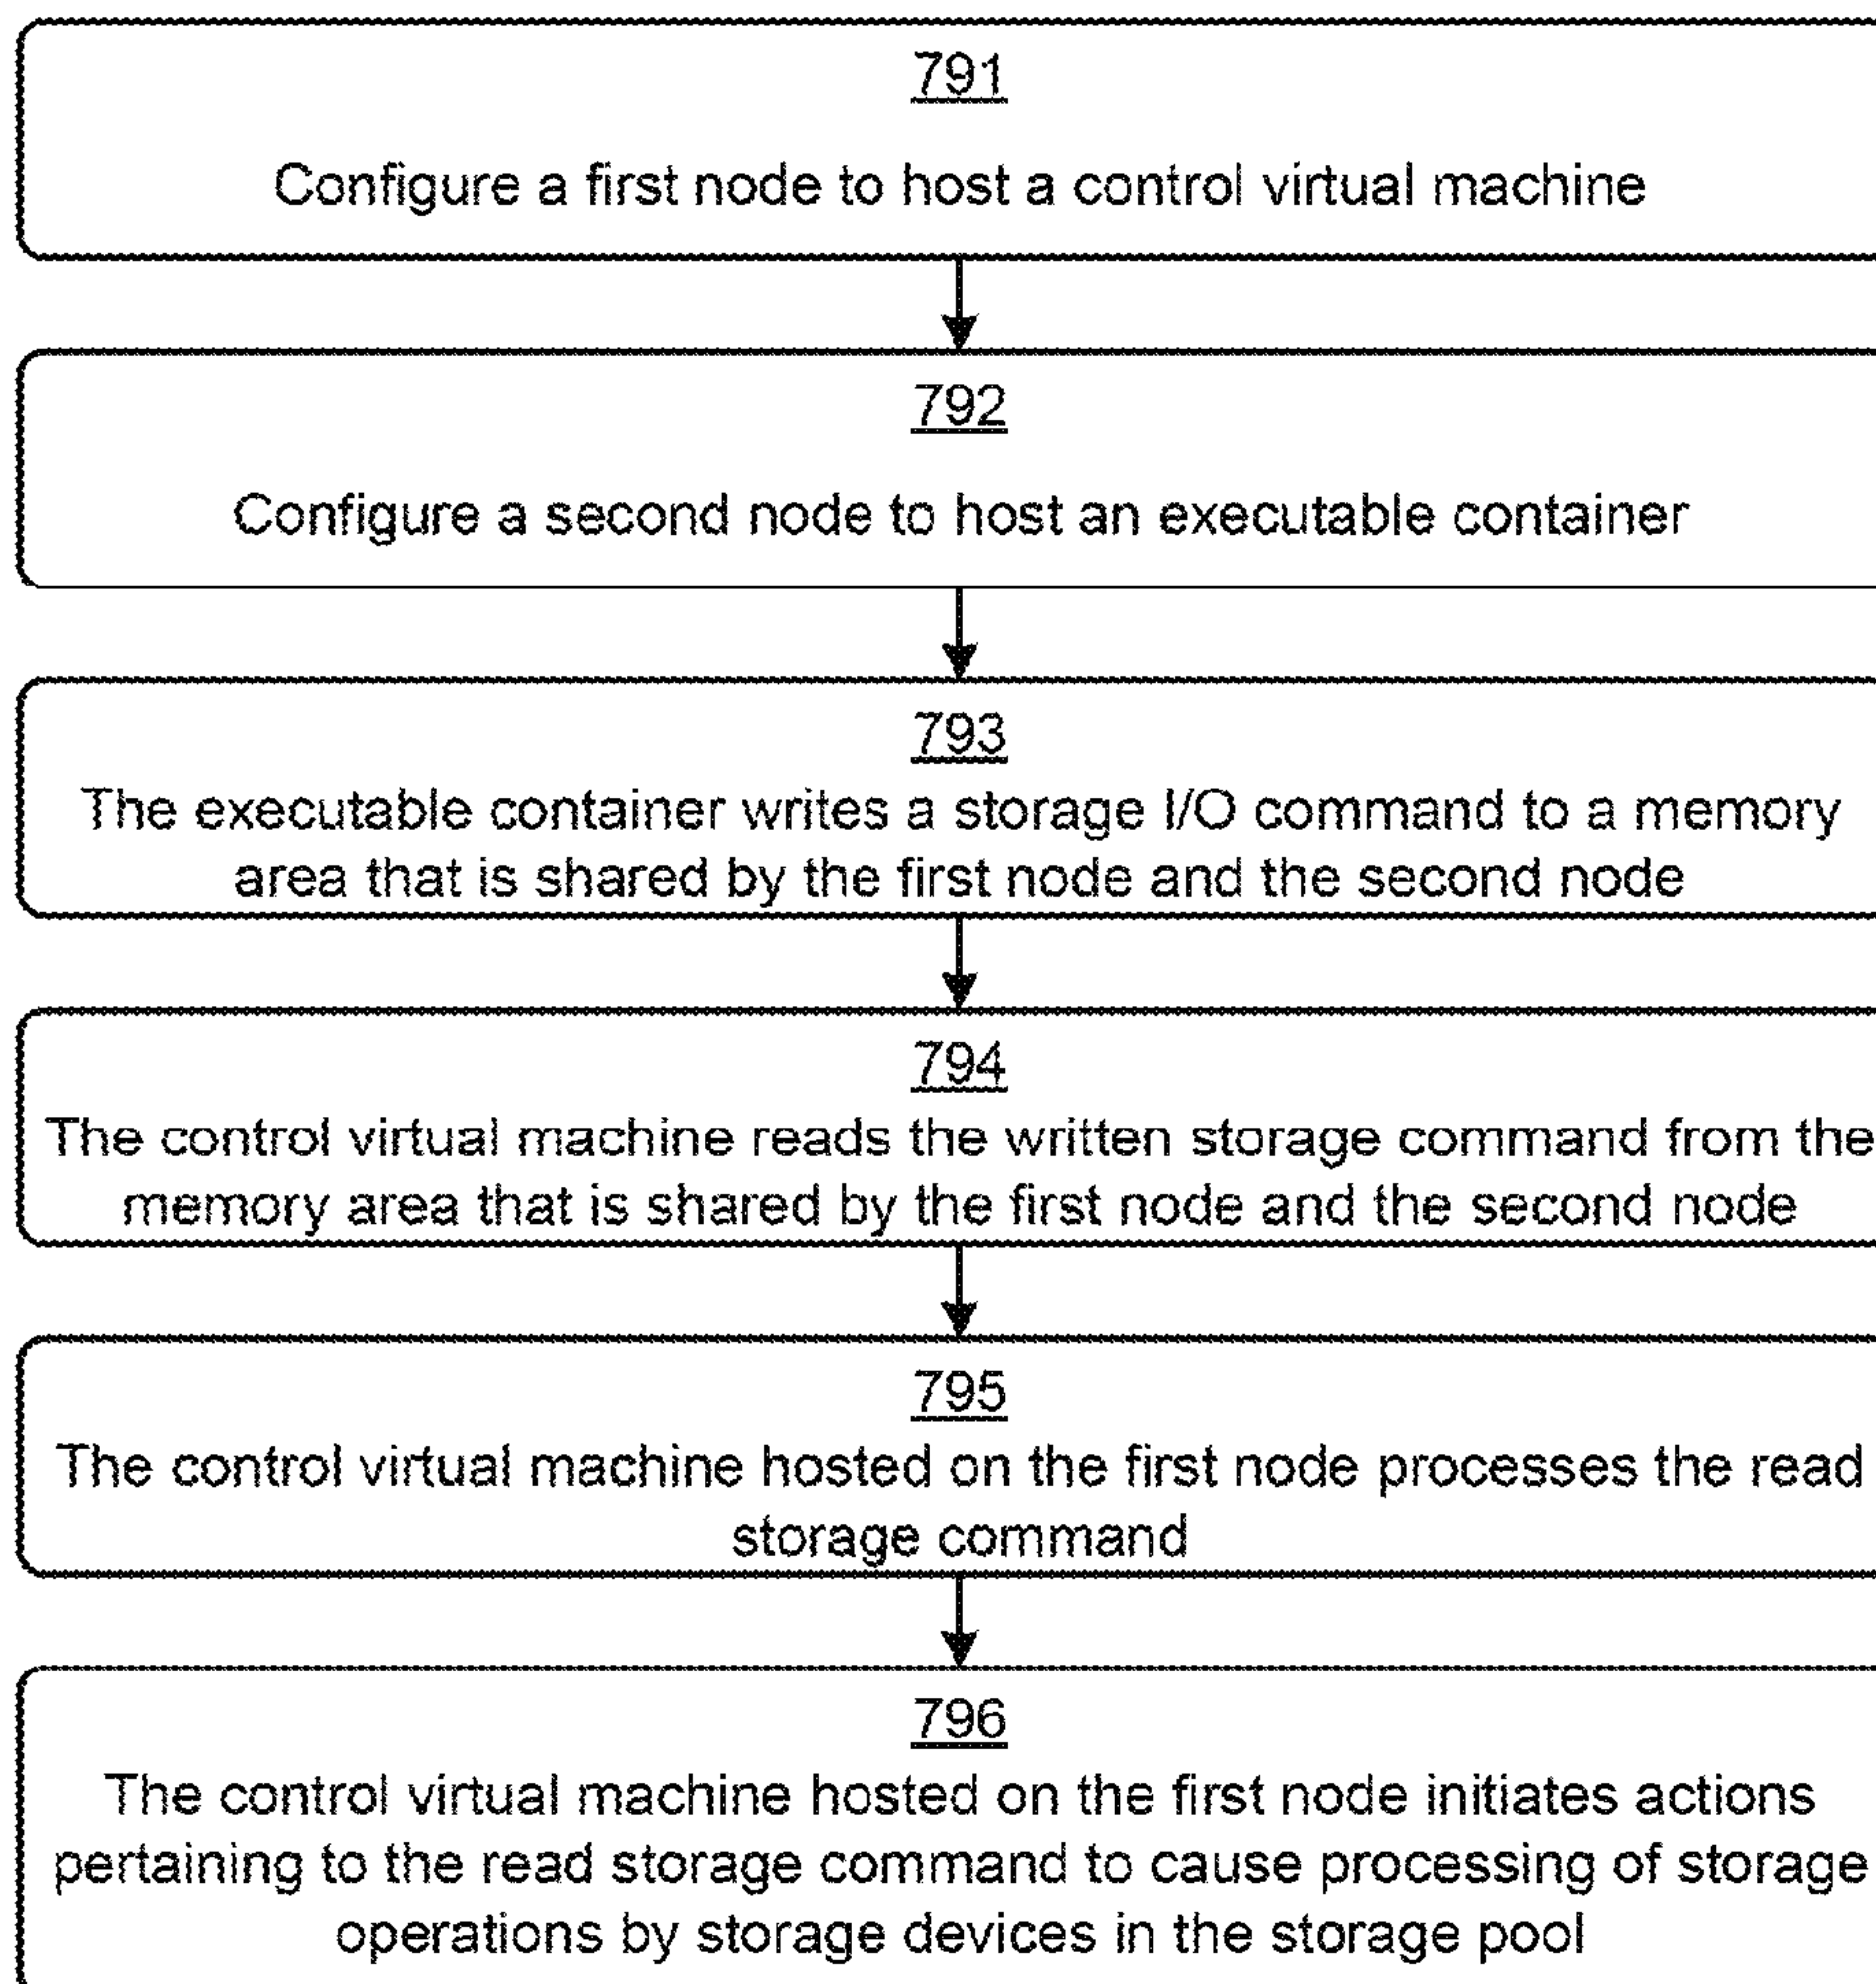 791
Configure a first node to host a control virtual machine
792
Configure a second node to host an executable container
793
The executable container writes a storage I/O command to a memory
area that is shared by the first node and the second node
794
The control virtual machine reads the written storage command from the
memory area that is shared by the first node and the second node
795
The control virtual machine hosted on the first node processes the read
storage command
796
The control virtual machine hosted on the first node initiates actions
pertaining to the read storage command to cause processing of storage
operations by storage devices in the storage pool